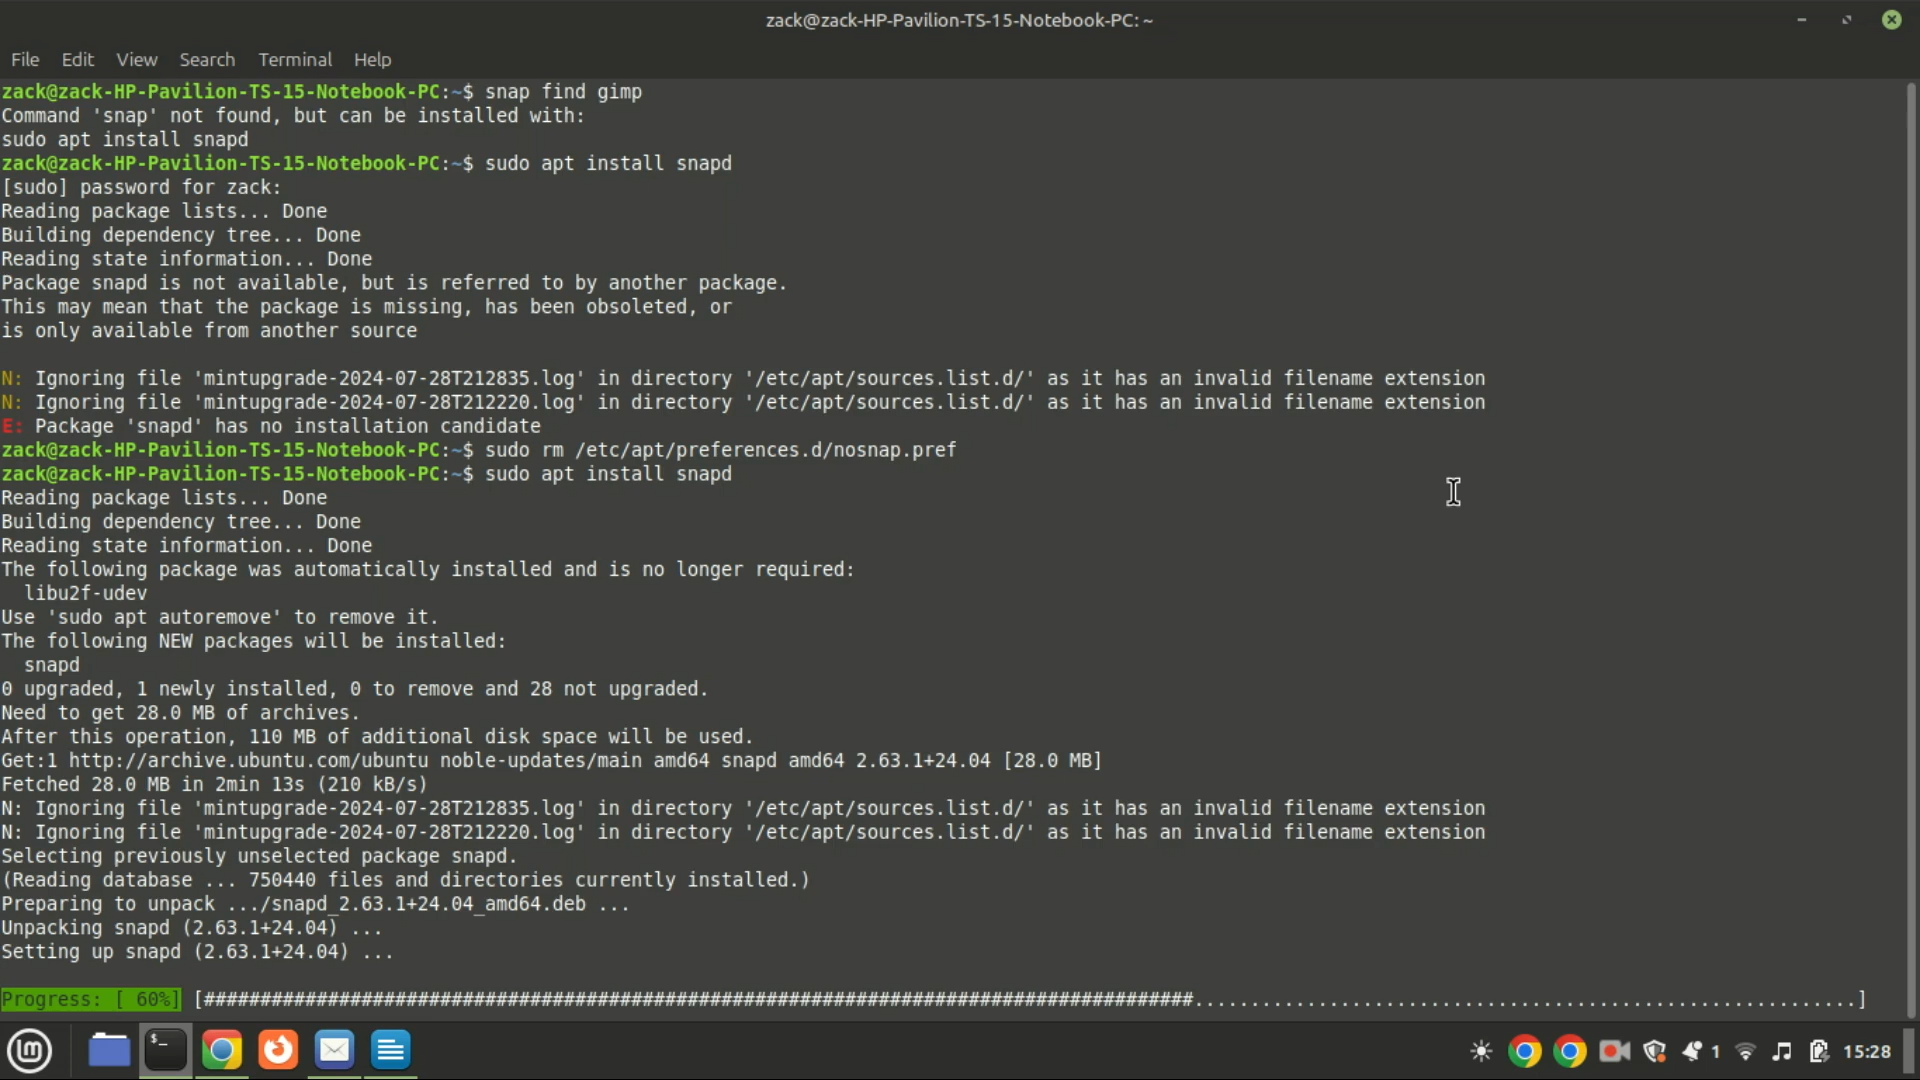 zack@zack-HP-Pavilion-TS-15-Notebook-PC: ~
File Edit View Search Terminal Help
zack@zack-HP-Pavilion-TS-15-Notebook-PC:~$ snap find gimp
Command 'snap' not found, but can be installed with:
sudo apt install snapd
zack@zack-HP-Pavilion-TS-15-Notebook-PC:~$ sudo apt install snapd
[sudo] password for zack:
Reading package lists... Done
Building dependency tree... Done
Reading state information... Done
Package snapd is not available, but is referred to by another package.
This may mean that the package is missing, has been obsoleted, or
is only available from another source
N: Ignoring file 'mintupgrade-2024-07-28T212835.log' in directory '/etc/apt/sources.list.d/' as it has an invalid filename extension
N: Ignoring file 'mintupgrade-2024-07-28T212220.log' in directory '/etc/apt/sources.list.d/' as it has an invalid filename extension
E: Package 'snapd' has no installation candidate
zack@zack-HP-Pavilion-TS-15-Notebook-PC:~$ sudo rm /etc/apt/preferences.d/nosnap.pref
zack@zack-HP-Pavilion-TS-15-Notebook-PC:~$ sudo apt install snapd
Reading package lists... Done
Building dependency tree... Done
Reading state information... Done
The following package was automatically installed and is no longer required:
  libu2f-udev
Use 'sudo apt autoremove' to remove it.
The following NEW packages will be installed:
  snapd
0 upgraded, 1 newly installed, 0 to remove and 28 not upgraded.
Need to get 28.0 MB of archives.
After this operation, 110 MB of additional disk space will be used.
Get:1 http://archive.ubuntu.com/ubuntu noble-updates/main amd64 snapd amd64 2.63.1+24.04 [28.0 MB]
Fetched 28.0 MB in 2min 13s (210 kB/s)
N: Ignoring file 'mintupgrade-2024-07-28T212835.log' in directory '/etc/apt/sources.list.d/' as it has an invalid filename extension
N: Ignoring file 'mintupgrade-2024-07-28T212220.log' in directory '/etc/apt/sources.list.d/' as it has an invalid filename extension
Selecting previously unselected package snapd.
(Reading database ... 750440 files and directories currently installed.)
Preparing to unpack .../snapd_2.63.1+24.04_amd64.deb ...
Unpacking snapd (2.63.1+24.04) ...
Setting up snapd (2.63.1+24.04) ...
Progress: [ 60%] [########################################################################################...........................................................]
1 15:28